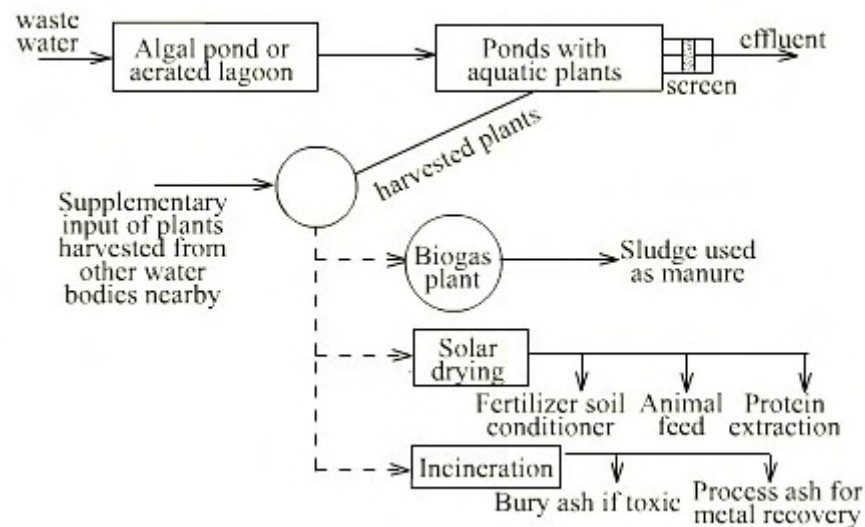 waste
water
Algal pond or
aerated lagoon
Ponds with
aquatic plants
effluent
screen
harvested plants
Supplementary
input of plants
harvested from
other water
bodies nearby
Biogas
plant
Sludge used
as manure
Solar
drying
Fertilizer soil
conditioner
Animal
feed
Protein
extraction
Incineration
Bury ash if toxic
Process ash for
metal recovery